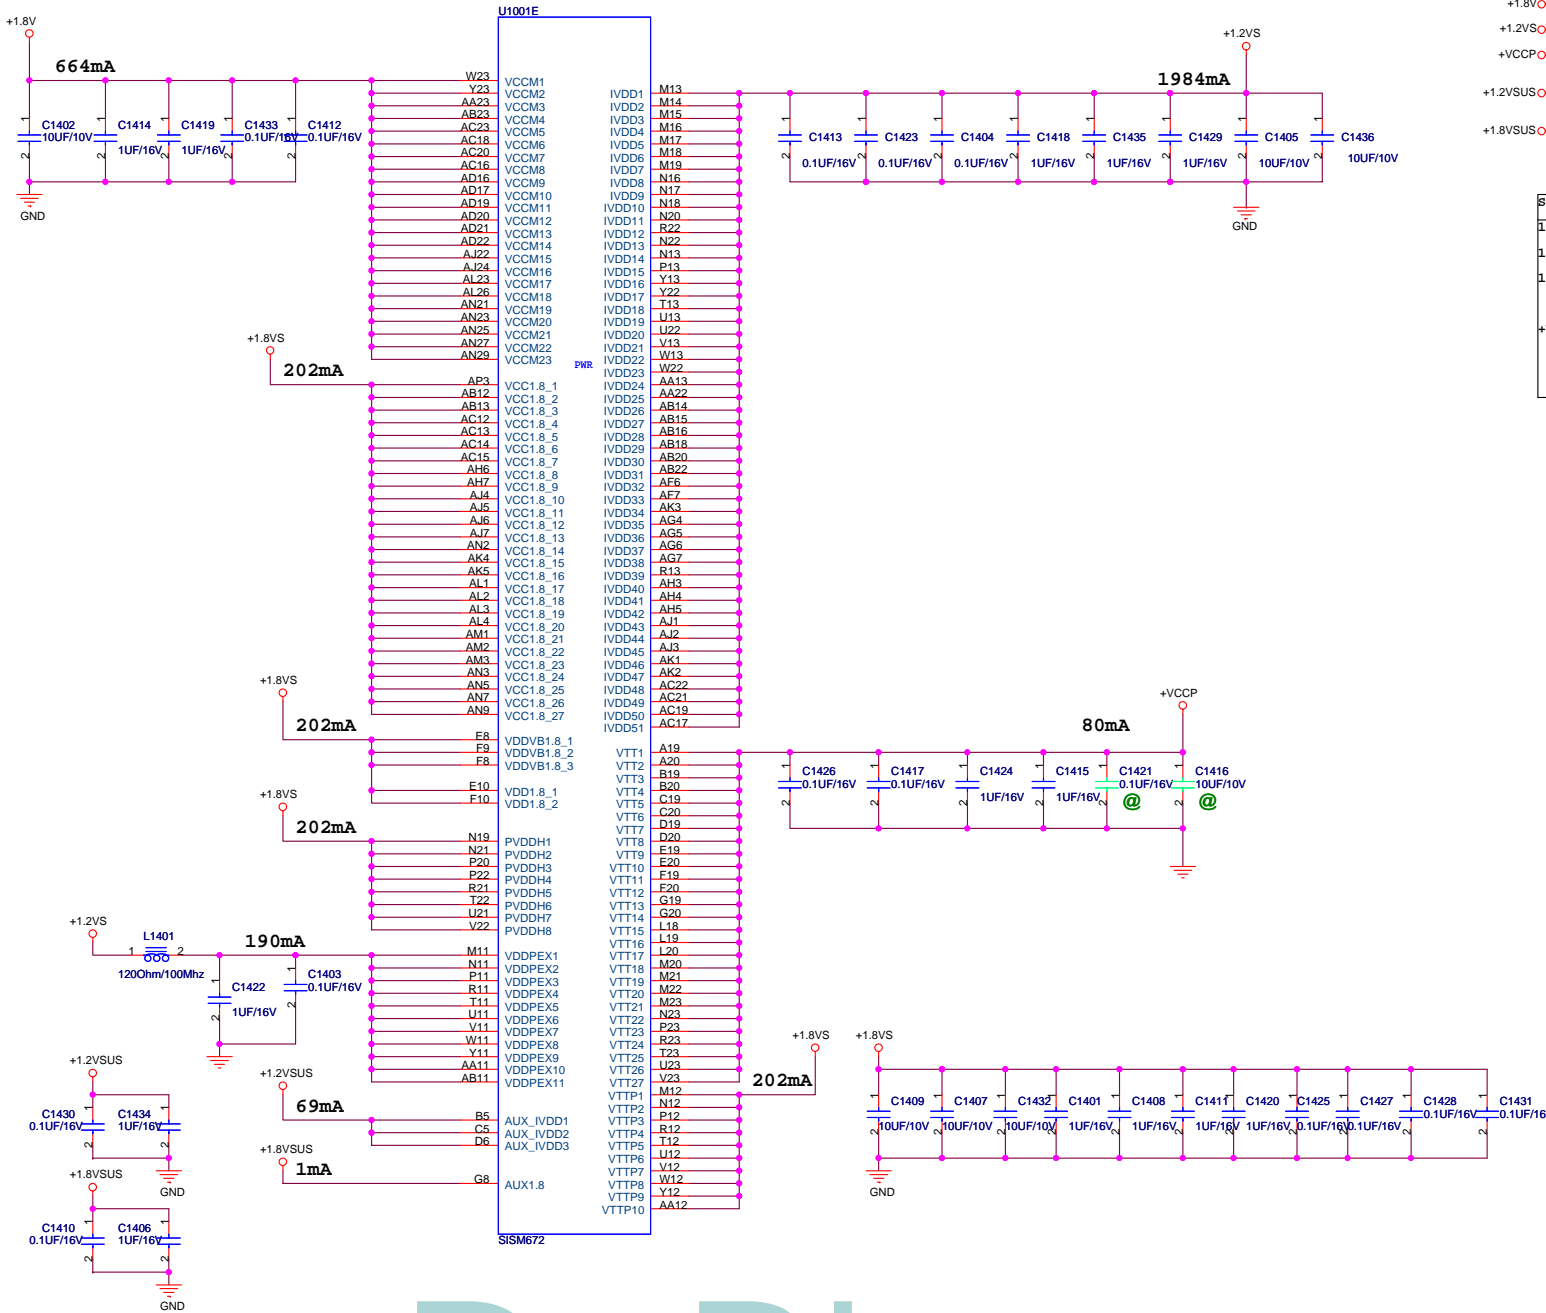 U1001E
+1.8V
664mA
C1402
10UF/10V
C1414
1UF/16V
C1419
1UF/16V
C1433
0.1UF/16V
C1412
0.1UF/16V
GND
W23 VCCM1
Y23 VCCM2
AA23 VCCM3
AB23 VCCM4
AC23 VCCM5
AC18 VCCM6
AC20 VCCM7
AC16 VCCM8
AD16 VCCM9
AD17 VCCM10
AD19 VCCM11
AD20 VCCM12
AD21 VCCM13
AD22 VCCM14
AJ22 VCCM15
AJ24 VCCM16
AL23 VCCM17
AL26 VCCM18
AN21 VCCM19
AN23 VCCM20
AN25 VCCM21
AN27 VCCM22
AN29 VCCM23
+1.8VS
202mA
AP3 VCC1.8_1
AB12 VCC1.8_2
AB13 VCC1.8_3
AC12 VCC1.8_4
AC13 VCC1.8_5
AC14 VCC1.8_6
AC15 VCC1.8_7
AH6 VCC1.8_8
AH7 VCC1.8_9
AJ4 VCC1.8_10
AJ5 VCC1.8_11
AJ6 VCC1.8_12
AJ7 VCC1.8_13
AN2 VCC1.8_14
AK4 VCC1.8_15
AK5 VCC1.8_16
AL1 VCC1.8_17
AL2 VCC1.8_18
AL3 VCC1.8_19
AL4 VCC1.8_20
AM1 VCC1.8_21
AM2 VCC1.8_22
AM3 VCC1.8_23
AN3 VCC1.8_24
AN5 VCC1.8_25
AN7 VCC1.8_26
AN9 VCC1.8_27
+1.8VS
202mA
E8 VDDVB1.8_1
F9 VDDVB1.8_2
F8 VDDVB1.8_3
E10 VDD1.8_1
F10 VDD1.8_2
+1.8VS
202mA
N19 PVDDH1
N21 PVDDH2
P20 PVDDH3
P22 PVDDH4
R21 PVDDH5
T22 PVDDH6
U21 PVDDH7
V22 PVDDH8
+1.2VS
L1401
1 2
120Ohm/100Mhz
190mA
C1422
1UF/16V
C1403
0.1UF/16V
M11 VDDPEX1
N11 VDDPEX2
P11 VDDPEX3
R11 VDDPEX4
T11 VDDPEX5
U11 VDDPEX6
V11 VDDPEX7
W11 VDDPEX8
Y11 VDDPEX9
AA11 VDDPEX10
AB11 VDDPEX11
+1.2VSUS
C1430
0.1UF/16V
C1434
1UF/16V
GND
+1.2VSUS
69mA
B5 AUX_IVDD1
C5 AUX_IVDD2
D6 AUX_IVDD3
+1.8VSUS
1mA
G8 AUX1.8
+1.8VSUS
C1410
0.1UF/16V
C1406
1UF/16V
GND
PWR
SISM672
IVDD1 M13
IVDD2 M14
IVDD3 M15
IVDD4 M16
IVDD5 M17
IVDD6 M18
IVDD7 M19
IVDD8 N16
IVDD9 N17
IVDD10 N18
IVDD11 N20
IVDD12 R22
IVDD13 N22
IVDD14 N13
IVDD15 P13
IVDD16 Y13
IVDD17 Y22
IVDD18 T13
IVDD19 U13
IVDD20 U22
IVDD21 V13
IVDD22 W13
IVDD23 W22
IVDD24 AA13
IVDD25 AA22
IVDD26 AB14
IVDD27 AB15
IVDD28 AB16
IVDD29 AB18
IVDD30 AB20
IVDD31 AB22
IVDD32 AF6
IVDD33 AF7
IVDD34 AK3
IVDD35 AG4
IVDD36 AG5
IVDD37 AG6
IVDD38 AG7
IVDD39 R13
IVDD40 AH3
IVDD41 AH4
IVDD42 AH5
IVDD43 AJ1
IVDD44 AJ2
IVDD45 AJ3
IVDD46 AK1
IVDD47 AK2
IVDD48 AC22
IVDD49 AC21
IVDD50 AC19
IVDD51 AC17
VTT1 A19
VTT2 A20
VTT3 B19
VTT4 B20
VTT5 C19
VTT6 C20
VTT7 D19
VTT8 D20
VTT9 E19
VTT10 E20
VTT11 F19
VTT12 F20
VTT13 G19
VTT14 G20
VTT15 L18
VTT16 L19
VTT17 L20
VTT18 M20
VTT19 M21
VTT20 M22
VTT21 M23
VTT22 N23
VTT23 P23
VTT24 R23
VTT25 T23
VTT26 U23
VTT27 V23
VTTP1 M12
VTTP2 N12
VTTP3 P12
VTTP4 R12
VTTP5 T12
VTTP6 U12
VTTP7 V12
VTTP8 W12
VTTP9 Y12
VTTP10 AA12
+1.2VS
1984mA
C1413
0.1UF/16V
C1423
0.1UF/16V
C1404
0.1UF/16V
C1418
1UF/16V
C1435
1UF/16V
C1429
1UF/16V
C1405
10UF/10V
C1436
10UF/10V
GND
+VCCP
80mA
C1426
0.1UF/16V
C1417
0.1UF/16V
C1424
1UF/16V
C1415
1UF/16V
C1421
0.1UF/16V
@
C1416
10UF/10V
@
+1.8VS
202mA
+1.8VS
C1409
10UF/10V
C1407
10UF/10V
C1432
10UF/10V
C1401
1UF/16V
C1408
1UF/16V
C1411
1UF/16V
C1420
1UF/16V
C1425
0.1UF/16V
C1427
0.1UF/16V
C1428
0.1UF/16V
C1431
0.1UF/16
GND
+1.8V
+1.2VS
+VCCP
+1.2VSUS
+1.8VSUS
S
1
1
1
+